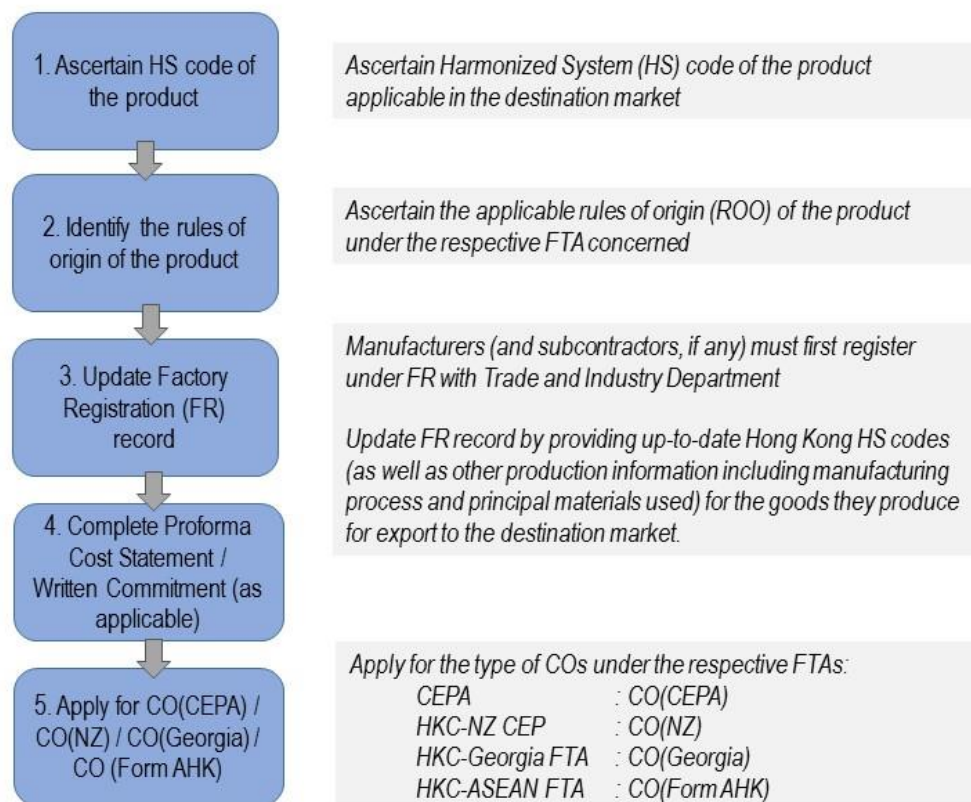 1. Ascertain HS code of
the product
Ascertain Harmonized System (HS) code of the product
applicable in the destination market
2. Identify the rules of
origin of the product
Ascertain the applicable rules of origin (ROO) of the product
under the respective FTA concerned
3. Update Factory
Registration (FR)
record
Manufacturers (and subcontractors, if any) must first register
under FR with Trade and Industry Department
Update FR record by providing up-to-date Hong Kong HS codes
(as well as other production information including manufacturing
process and principal materials used) for the goods they produce
for export to the destination market.
4. Complete Proforma
Cost Statement /
Written Commitment (as
applicable)
5. Apply for CO(CEPA) /
CO(NZ) / CO(Georgia) /
CO (Form AHK)
Apply for the type of COs under the respective FTAs:
CEPA : CO(CEPA)
HKC-NZ CEP : CO(NZ)
HKC-Georgia FTA : CO(Georgia)
HKC-ASEAN FTA : CO(Form AHK)